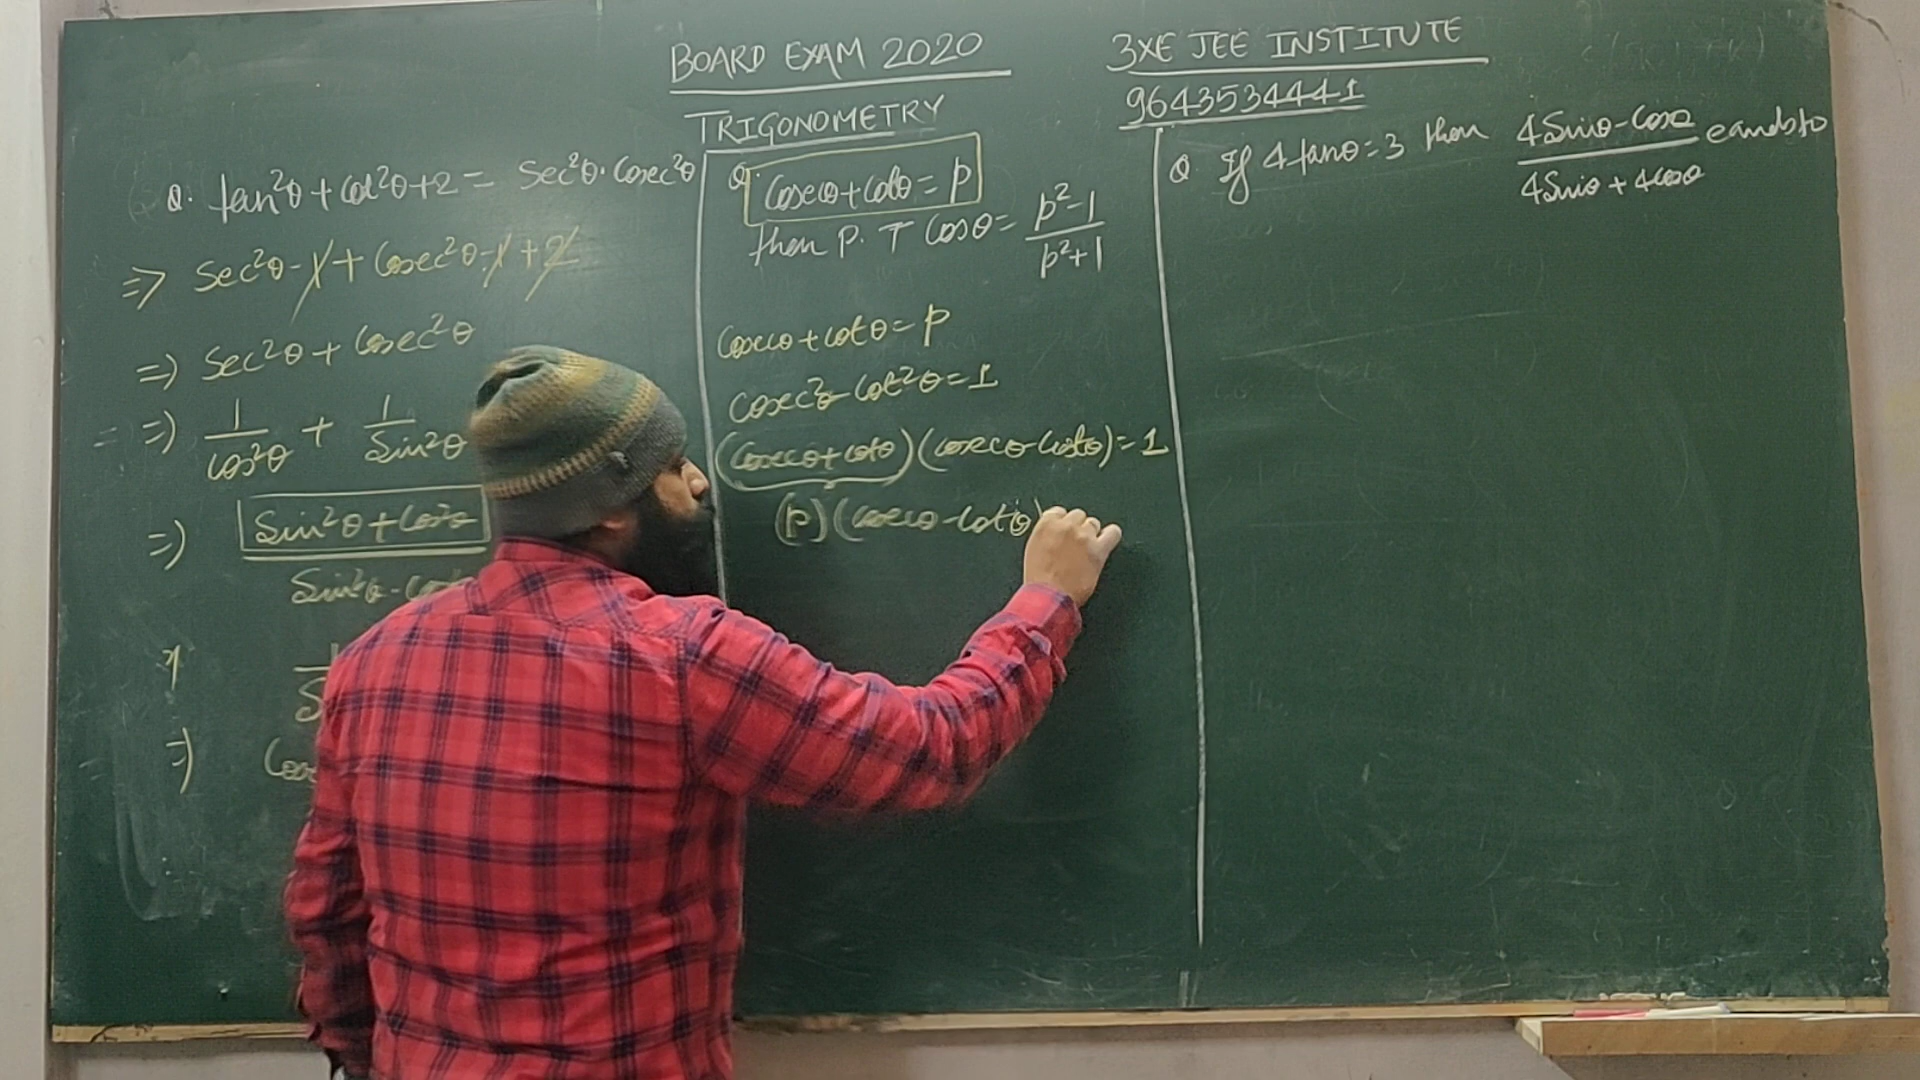 BOARD EXAM 2020
3XE JEE INSTITUTE
9643534441
TRIGONOMETRY
Q. tan²θ + cot²θ + 2 = Sec²θ · Cosec²θ
⇒ Sec²θ - 1 + Cosec²θ - 1 + 2
⇒ Sec²θ + Cosec²θ
= ⇒ 1/cos²θ + 1/Sin²θ
⇒ Sin²θ + Cos²θ
Sin²θ -
⇒
Q. Cosecθ + cotθ = p
then P. T Cosθ = p²-1/p²+1
Cosecθ + cotθ = p
Cosec²θ - Cot²θ = 1
(Cosecθ + cotθ)(cosecθ - cotθ) = 1
(p)(cosecθ - cotθ)
Q If 4 tanθ = 3 then 4Sinθ - Cosθ/4Sinθ + 4cosθ